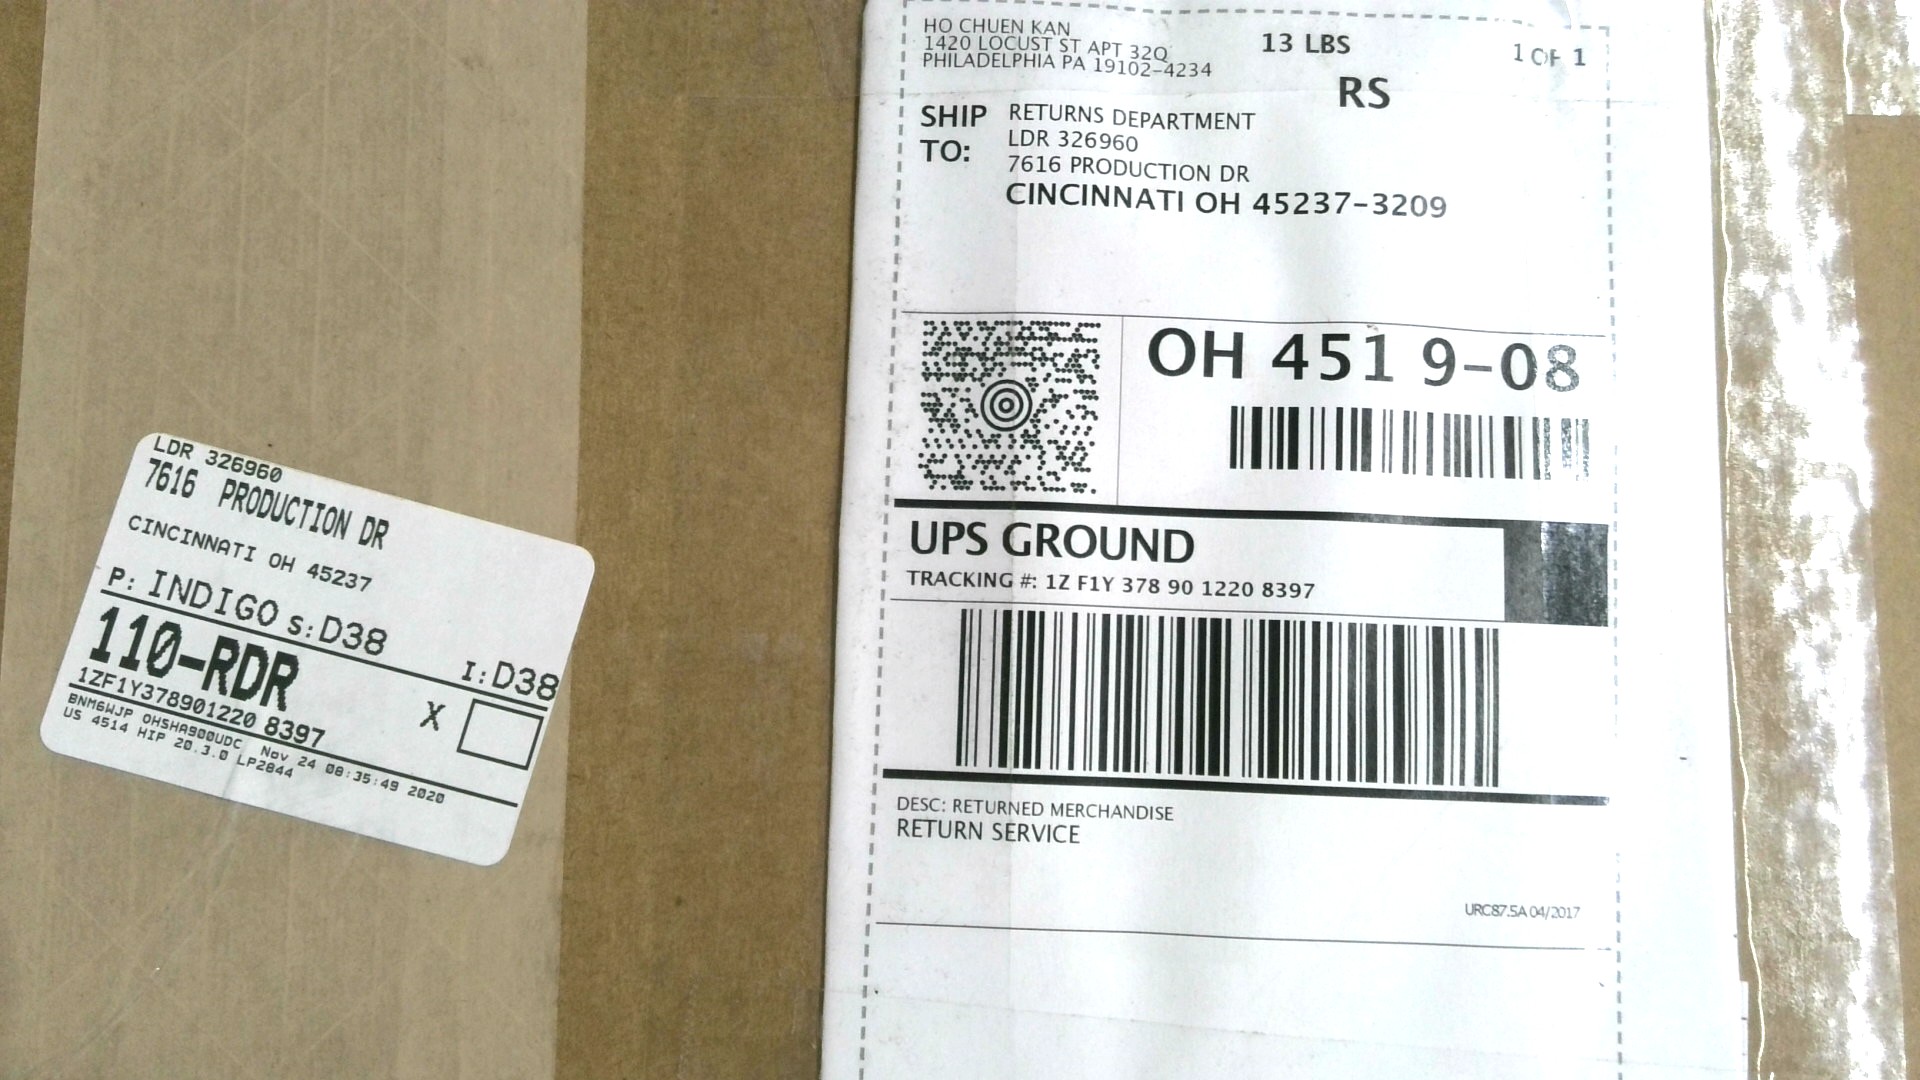 HO CHUEN KAN
1420 LOCUST ST APT 32Q
PHILADELPHIA PA 19102-4234
13 LBS
1 OF 1
RS
SHIP TO:
RETURNS DEPARTMENT
LDR 326960
7616 PRODUCTION DR
CINCINNATI OH 45237-3209
OH 451 9-08
UPS GROUND
TRACKING #: 1Z F1Y 378 90 1220 8397
DESC: RETURNED MERCHANDISE
RETURN SERVICE
URC87.5A 04/2017
LDR 326960
7616 PRODUCTION DR
CINCINNATI OH 45237
P: INDIGO S: D38 I: D38
110-RDR
1ZF1Y378901220 8397
X
BNM6WJP OHSHA900UDC Nov 24 08:35:49 2020
US 4514 HIP 20.3.0 LP2844